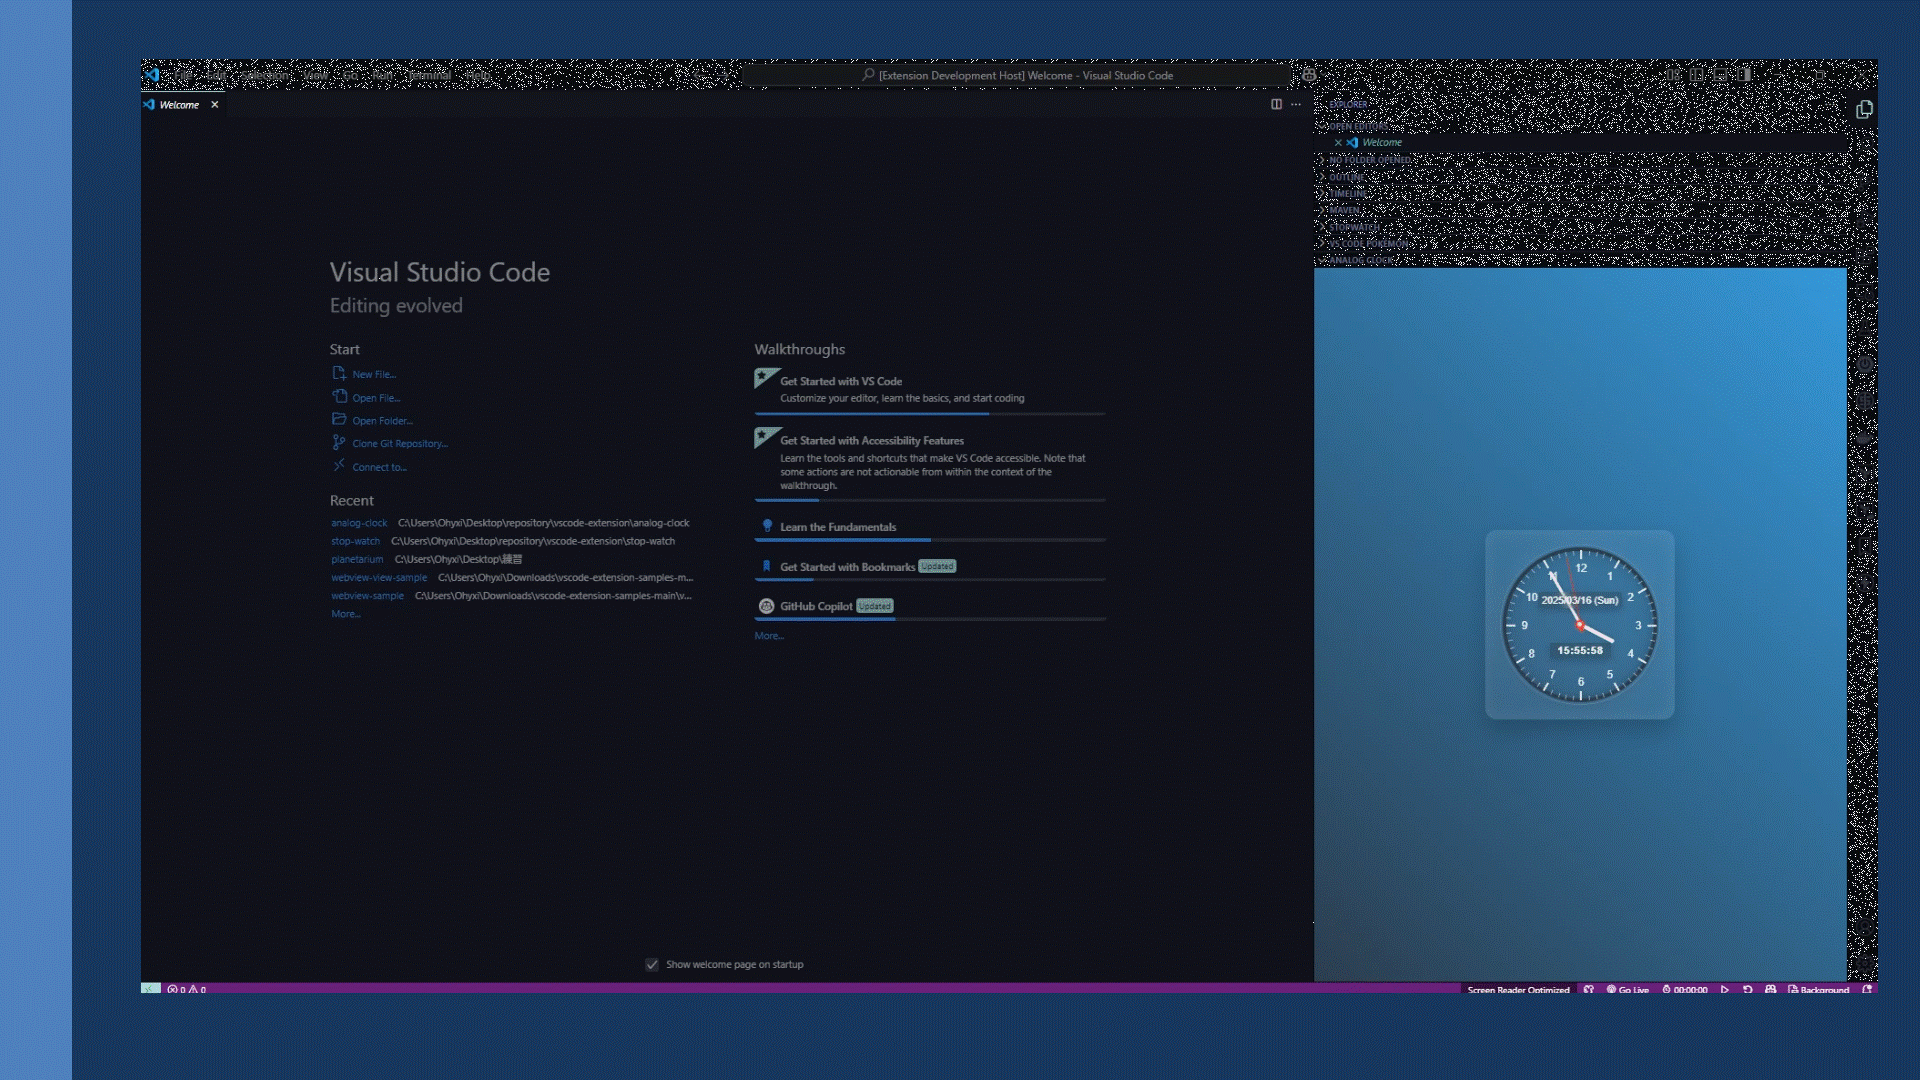 File Edit Selection View Go Run Terminal Help
[Extension Development Host] Welcome - Visual Studio Code
Welcome
Visual Studio Code
Editing evolved
Start
New File...
Open File...
Open Folder...
Clone Git Repository...
Connect to...
Recent
analog-clock C:\Users\Ohyxi\Desktop\repository\vscode-extension\analog-clock
stop-watch C:\Users\Ohyxi\Desktop\repository\vscode-extension\stop-watch
planetarium C:\Users\Ohyxi\Desktop\練習
webview-view-sample C:\Users\Ohyxi\Downloads\vscode-extension-samples-m...
webview-sample C:\Users\Ohyxi\Downloads\vscode-extension-samples-main\v...
More...
Walkthroughs
Get Started with VS Code
Customize your editor, learn the basics, and start coding
Get Started with Accessibility Features
Learn the tools and shortcuts that make VS Code accessible. Note that
some actions are not actionable from within the context of the
walkthrough.
Learn the Fundamentals
Get Started with Bookmarks Updated
GitHub Copilot Updated
More...
Show welcome page on startup
EXPLORER
OPEN EDITORS
Welcome
NO FOLDER OPENED
OUTLINE
TIMELINE
MAVEN
STOPWATCH
VS CODE POKEMON
ANALOG CLOCK
12
11 1
10 2025/03/16 (Sun) 2
9 3
15:55:58
8 4
7 5
6
0 0
Screen Reader Optimized Go Live 00:00:00 Background